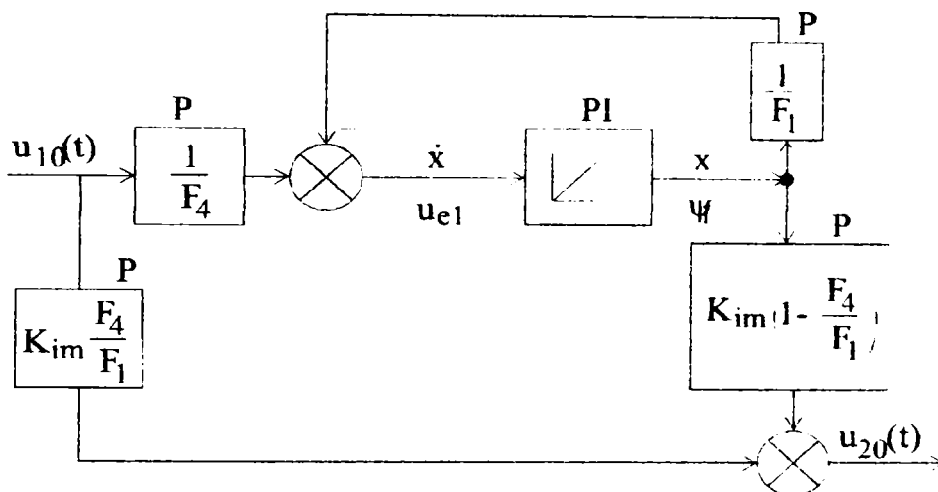 P
1
F1
PI
P
u10(t)
1
F4
ẋ
ue1
x
P
P
Kim F4
F1
Kim(1- F4
F1 )
u20(t)